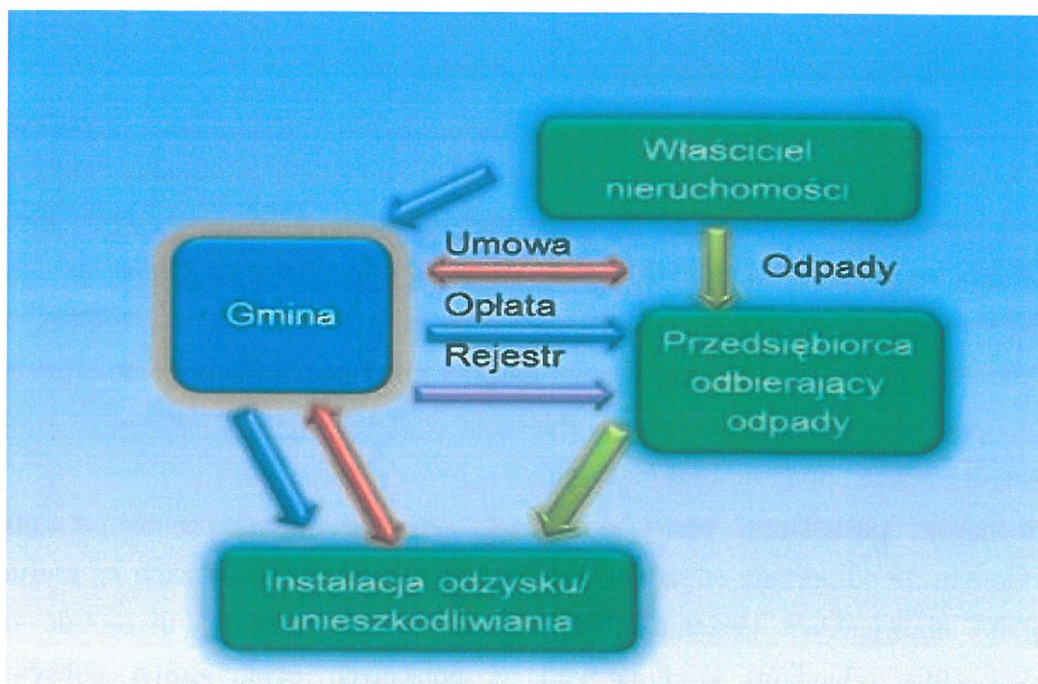 Właściciel
nieruchomości
Umowa
Odpady
Gmina
Opłata
Przedsiębiorca
Rejestr
odbierający
odpady
Instalacja odzysku/
unieszkodliwiania